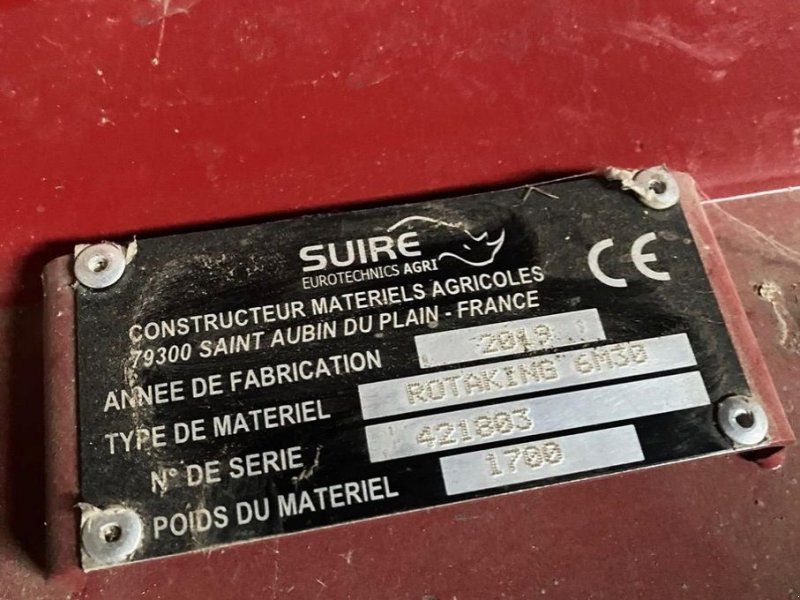 SUIRE
EUROTECHNICS AGRI
CE
CONSTRUCTEUR MATERIELS AGRICOLES
79300 SAINT AUBIN DU PLAIN - FRANCE
ANNEE DE FABRICATION 2019
TYPE DE MATERIEL ROTAKING 6M30
N° DE SERIE 421803
POIDS DU MATERIEL 1700